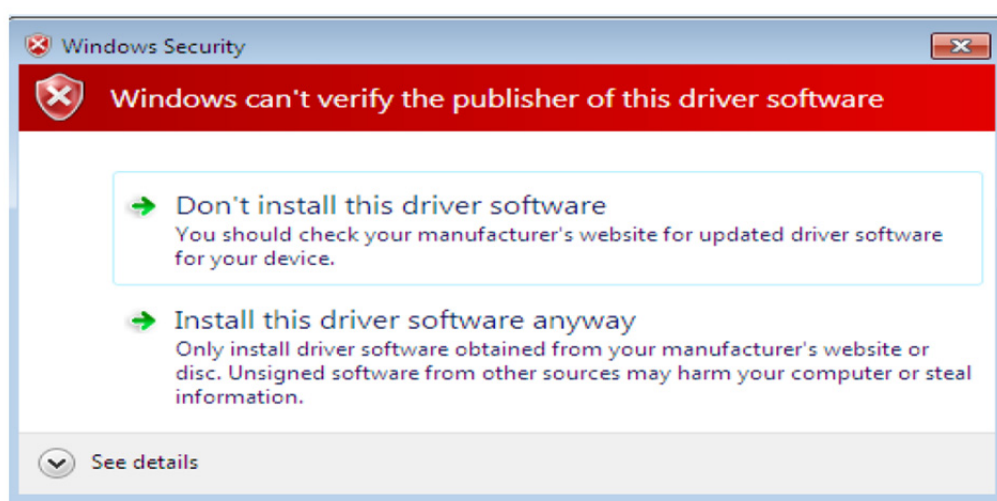 Windows Security
Windows can't verify the publisher of this driver software
Don't install this driver software
You should check your manufacturer's website for updated driver software
for your device.
Install this driver software anyway
Only install driver software obtained from your manufacturer's website or
disc. Unsigned software from other sources may harm your computer or steal
information.
See details